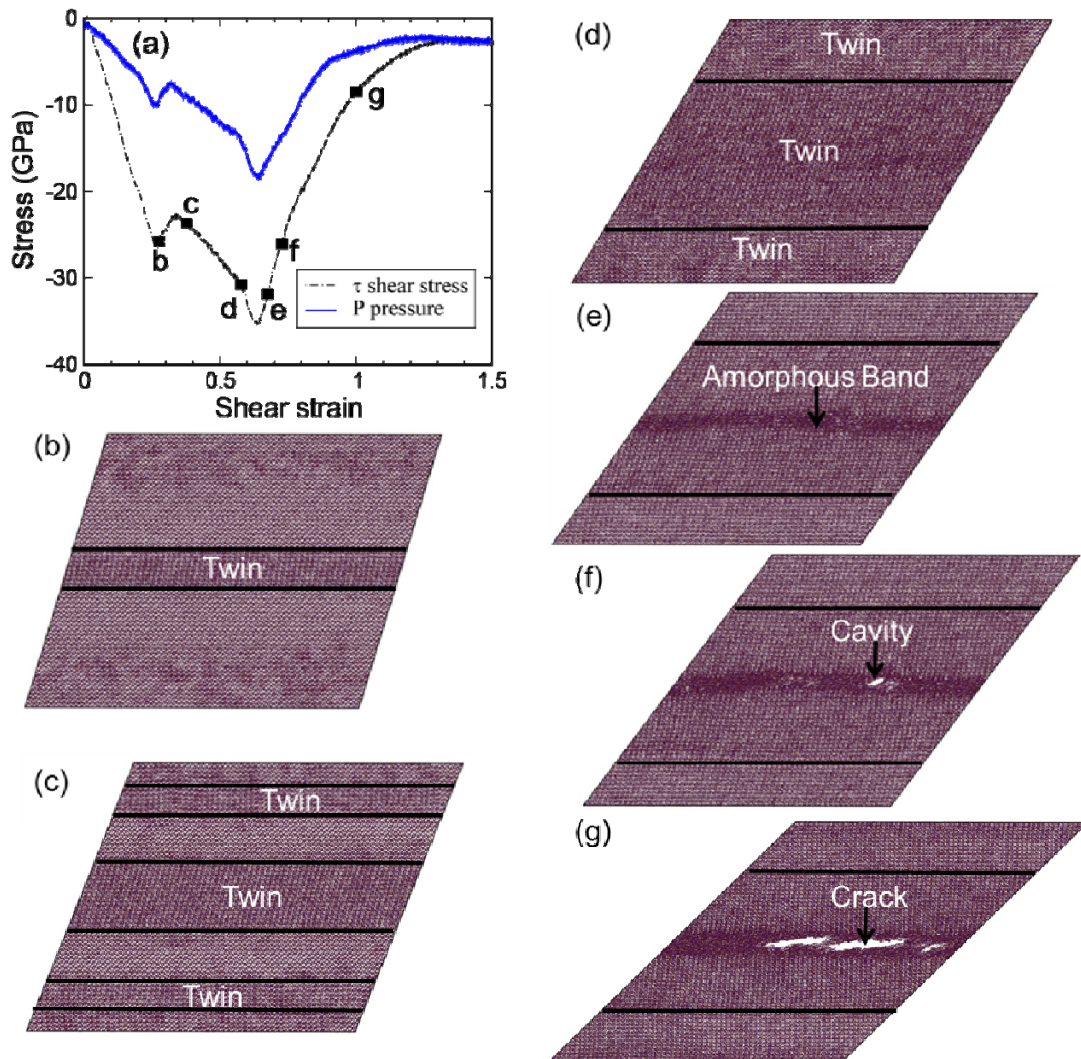 (a)
0
-10
-20
-30
-40
Stress (GPa)
0
0.5
1
1.5
Shear strain
b
c
d
e
f
g
τ shear stress
P pressure
(b)
Twin
(c)
Twin
Twin
Twin
(d)
Twin
Twin
Twin
(e)
Amorphous Band
(f)
Cavity
(g)
Crack